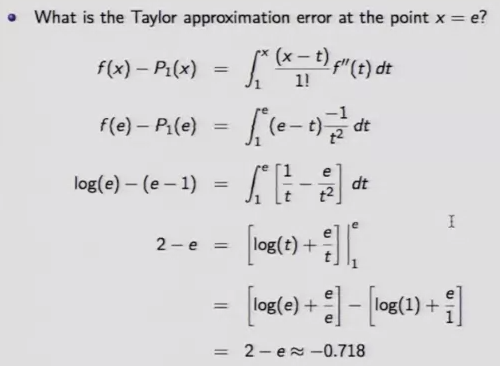 • What is the Taylor approximation error at the point x = e?
f(x) − P₁(x) = ∫₁ˣ (x − t)/1! f″(t) dt
f(e) − P₁(e) = ∫₁ᵉ (e − t) −1/t² dt
log(e) − (e − 1) = ∫₁ᵉ [1/t − e/t²] dt
2 − e = [log(t) + e/t] |₁ᵉ
= [log(e) + e/e] − [log(1) + e/1]
= 2 − e ≈ −0.718